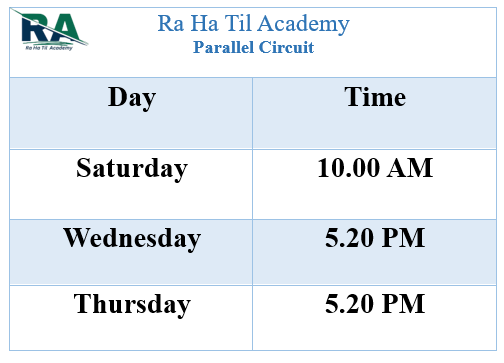 RA
Ra Ha Til Academy
Ra Ha Til Academy
Parallel Circuit
Day Time
Saturday 10.00 AM
Wednesday 5.20 PM
Thursday 5.20 PM